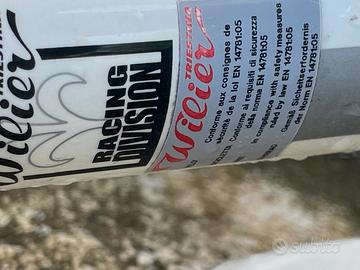 TRIESTINA
Wilier
RACING
DIVISION
TRIESTINA
Wilier
Conforme aux consignes de
sécurité de la loi EN 14781:05
Conforme ai requisiti di sicurezza
della norma EN 14781:05
In compliance with safety measures
ruled by law EN 14781:05
Gemäß Sicheitserfordernis
der Norm EN 14781:05
subito